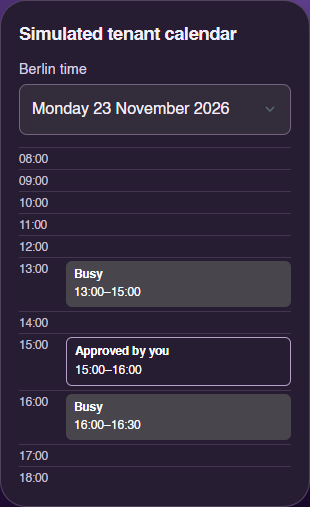 Simulated tenant calendar
Berlin time
Monday 23 November 2026
08:00
09:00
10:00
11:00
12:00
13:00
Busy
13:00–15:00
14:00
15:00
Approved by you
15:00–16:00
16:00
Busy
16:00–16:30
17:00
18:00